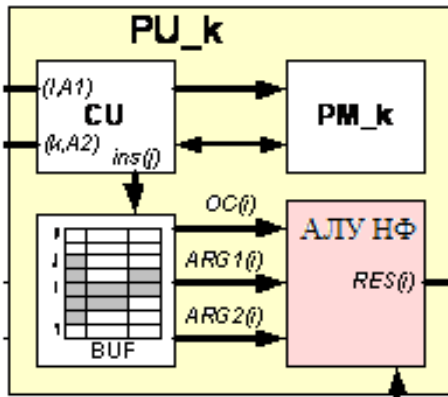 PU_k
(I,A1)
CU
(к,A2)
ins(j)
PM_k
OC(i)
АЛУ НФ
ARG1(i)
RES(i)
ARG2(i)
BUF